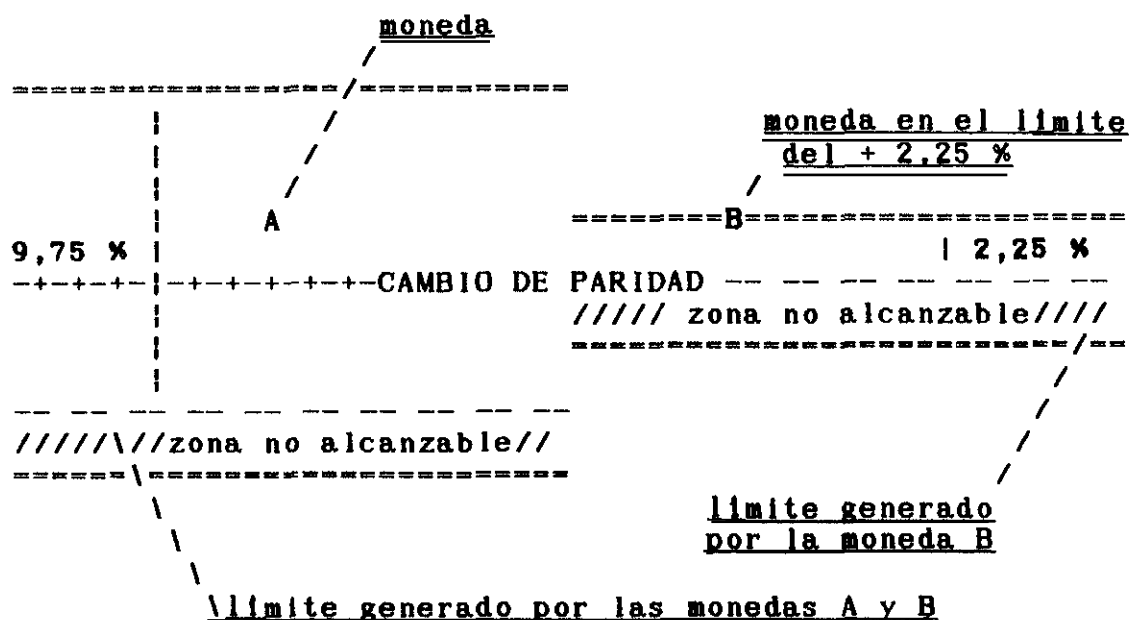 moneda
moneda en el límite
del + 2,25 %
A
B
9,75 %
2,25 %
CAMBIO DE PARIDAD
///// zona no alcanzable////
/////\//zona no alcanzable//
límite generado
por la moneda B
\límite generado por las monedas A y B